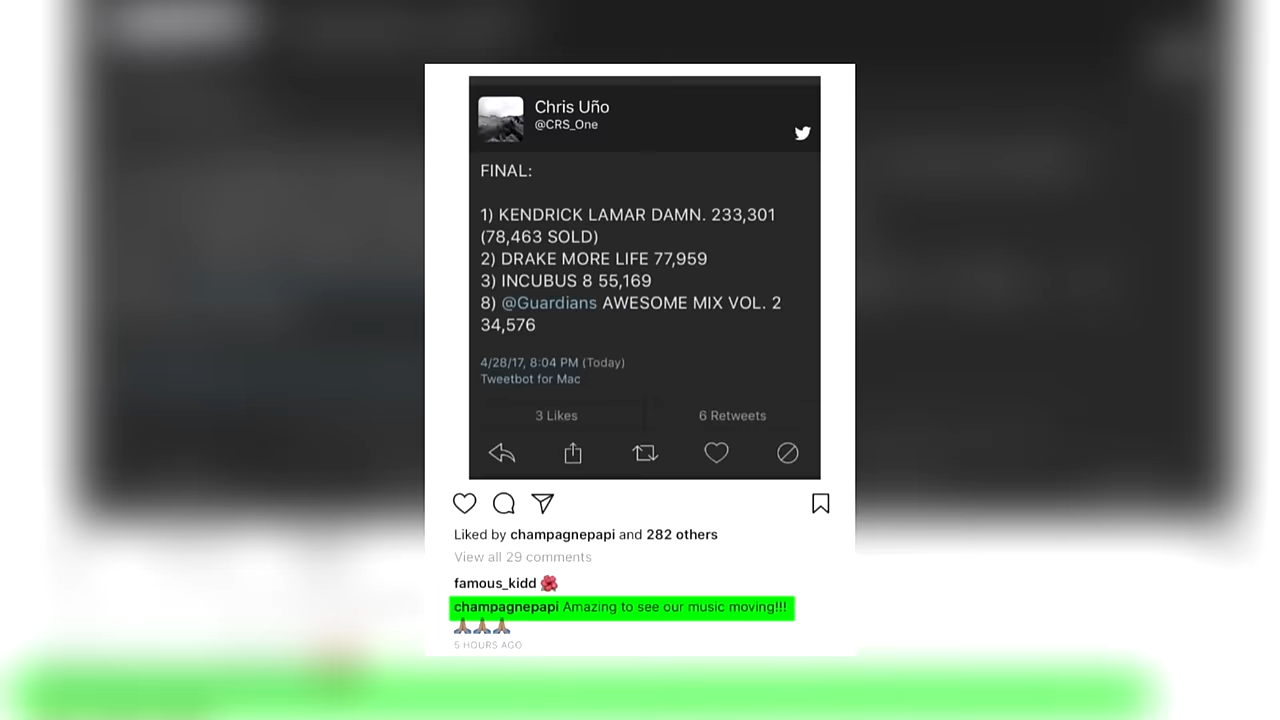 Chris Uño
@CRS_One
FINAL:
1) KENDRICK LAMAR DAMN. 233,301
(78,463 SOLD)
2) DRAKE MORE LIFE 77,959
3) INCUBUS 8 55,169
8) @Guardians AWESOME MIX VOL. 2
34,576
4/28/17, 8:04 PM (Today)
Tweetbot for Mac
3 Likes 6 Retweets
Liked by champagnepapi and 282 others
View all 29 comments
famous_kidd 🌺
champagnepapi Amazing to see our music moving!!!
🙏🏽🙏🏽🙏🏽
5 HOURS AGO